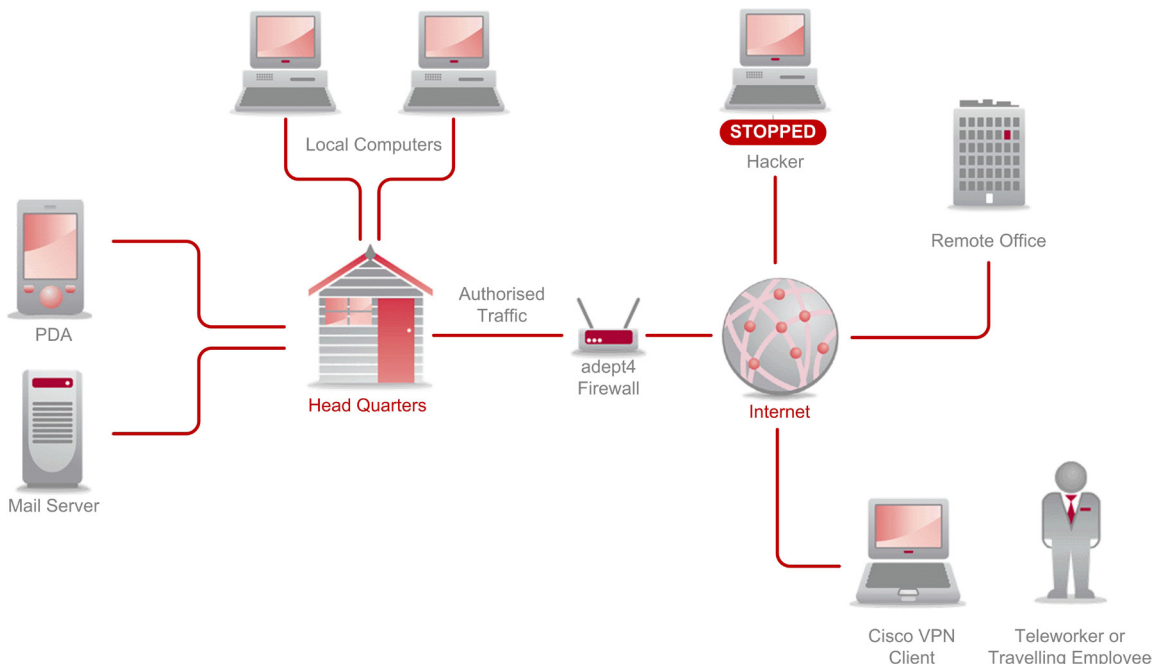 Local Computers
STOPPED
Hacker
Remote Office
PDA
Authorised
Traffic
adept4
Firewall
Head Quarters
Internet
Mail Server
Cisco VPN
Client
Teleworker or
Travelling Employee